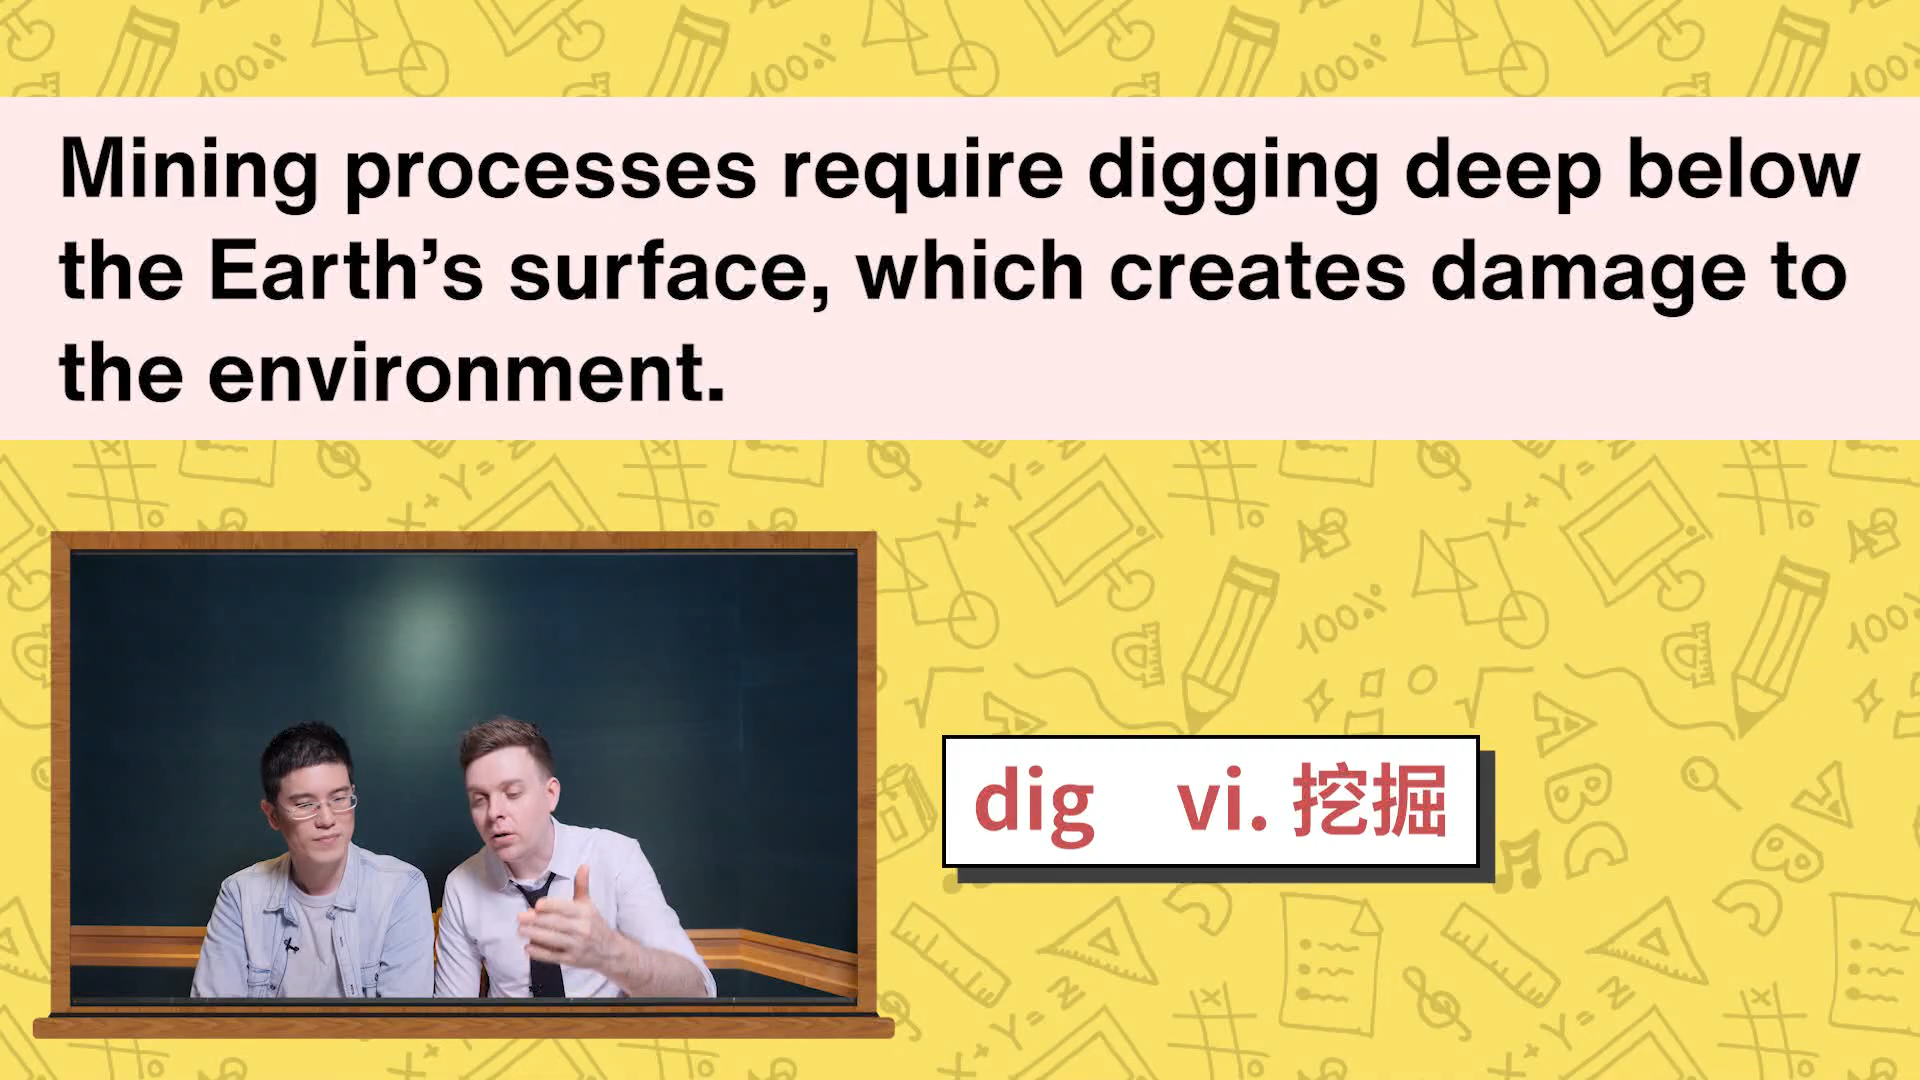 Mining processes require digging deep below
the Earth’s surface, which creates damage to
the environment.
dig vi. 挖掘